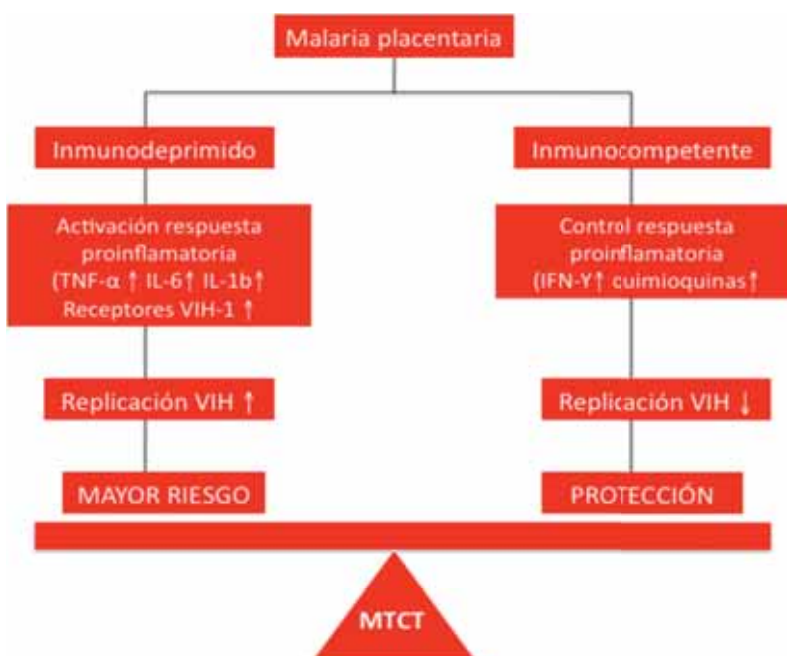 Malaria placentaria
Inmunodeprimido
Activación respuesta
proinflamatoria
(TNF-α ↑ IL-6↑ IL-1b↑
Receptores VIH-1 ↑
Replicación VIH ↑
MAYOR RIESGO
Inmunocompetente
Control respuesta
proinflamatoria
(IFN-Y↑ cuimioquinas↑
Replicación VIH ↓
PROTECCIÓN
MTCT